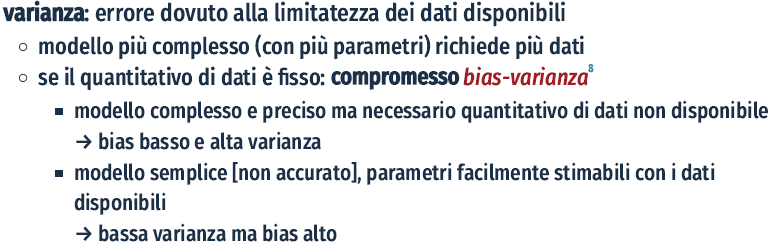 varianza: errore dovuto alla limitatezza dei dati disponibili
○ modello più complesso (con più parametri) richiede più dati
○ se il quantitativo di dati è fisso: compromesso bias-varianza⁸
▪ modello complesso e preciso ma necessario quantitativo di dati non disponibile
→ bias basso e alta varianza
▪ modello semplice [non accurato], parametri facilmente stimabili con i dati
disponibili
→ bassa varianza ma bias alto